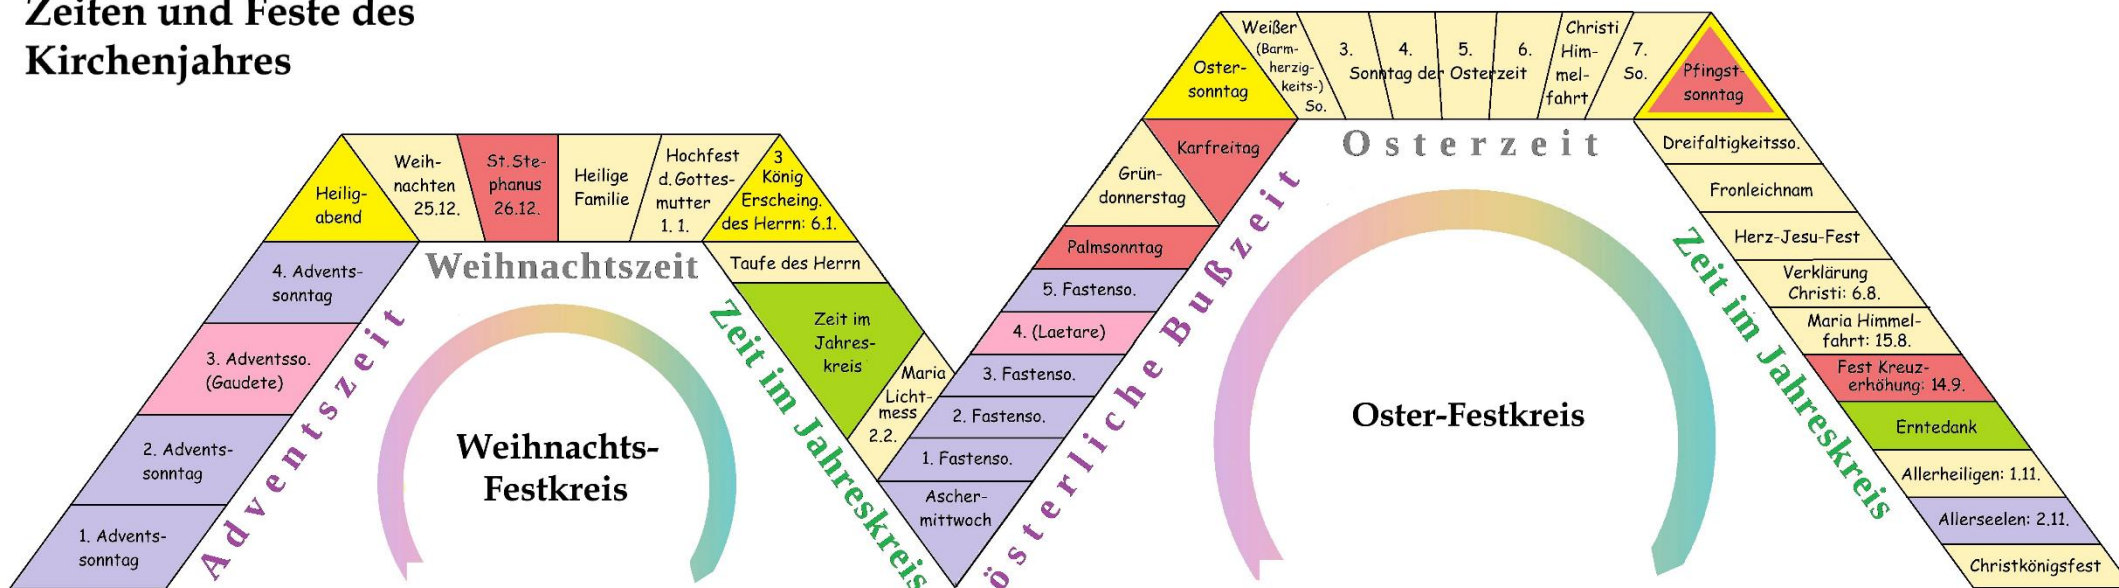 Zeiten und Feste des
Kirchenjahres
1. Advents-
sonntag
2. Advents-
sonntag
3. Adventsso.
(Gaudete)
4. Advents-
sonntag
Adventszeit
Heilig-
abend
Weih-
nachten
25.12.
St. Ste-
phanus
26.12.
Heilige
Familie
Hochfest
d. Gottes-
mutter
1. 1.
3
König
Erscheing.
des Herrn: 6.1.
Weihnachtszeit
Weihnachts-
Festkreis
Taufe des Herrn
Zeit im
Jahres-
kreis
Maria
Licht-
mess
2.2.
Zeit im Jahreskreis
Ascher-
mittwoch
1. Fastenso.
2. Fastenso.
3. Fastenso.
4. (Laetare)
5. Fastenso.
Palmsonntag
Grün-
donnerstag
Karfreitag
österliche Bußzeit
Oster-
sonntag
Weißer
(Barm-
herzig-
keits-)
So.
3. 4. 5. 6.
Sonntag der Osterzeit
Christi
Him-
mel-
fahrt
7.
So.
Pfingst-
sonntag
Osterzeit
Oster-Festkreis
Dreifaltigkeitsso.
Fronleichnam
Herz-Jesu-Fest
Verklärung
Christi: 6.8.
Maria Himmel-
fahrt: 15.8.
Fest Kreuz-
erhöhung: 14.9.
Erntedank
Allerheiligen: 1.11.
Allerseelen: 2.11.
Christkönigsfest
Zeit im Jahreskreis